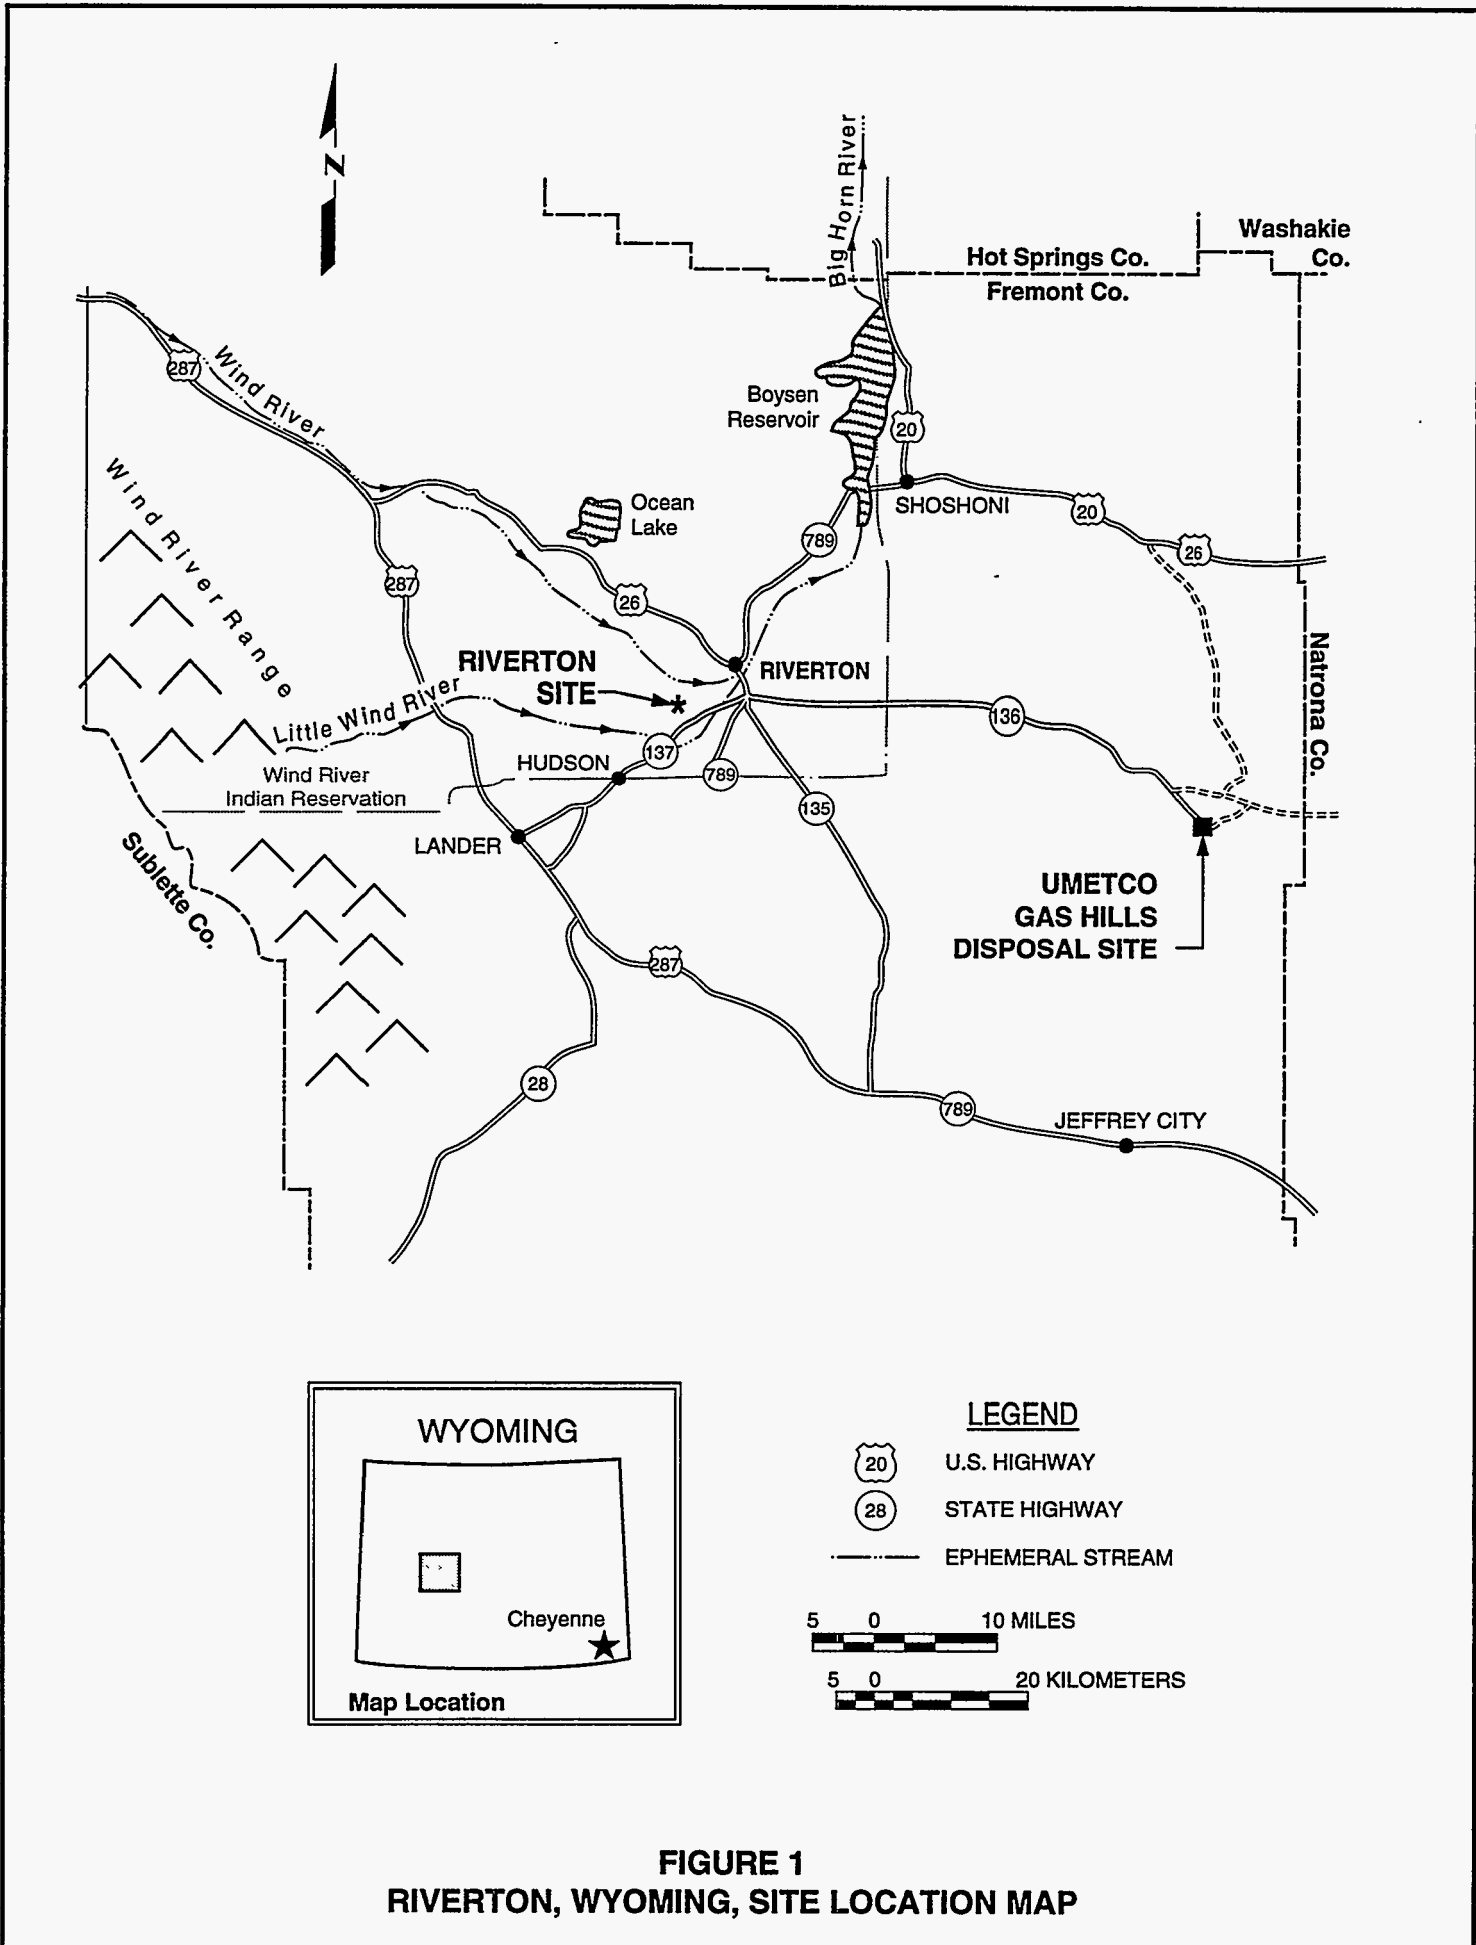 N
Big Horn River
Washakie
Co.
Hot Springs Co.
Fremont Co.
287
Wind River
Boysen
Reservoir
20
Wind River Range
Ocean
Lake
SHOSHONI
20
789
26
287
26
RIVERTON
SITE
*
RIVERTON
Natrona Co.
Little Wind River
136
137
HUDSON
789
Wind River
Indian Reservation
135
LANDER
Sublette Co.
UMETCO
GAS HILLS
DISPOSAL SITE
287
28
789
JEFFREY CITY
WYOMING
Cheyenne
Map Location
LEGEND
20 U.S. HIGHWAY
28 STATE HIGHWAY
EPHEMERAL STREAM
5 0 10 MILES
5 0 20 KILOMETERS
FIGURE 1
RIVERTON, WYOMING, SITE LOCATION MAP